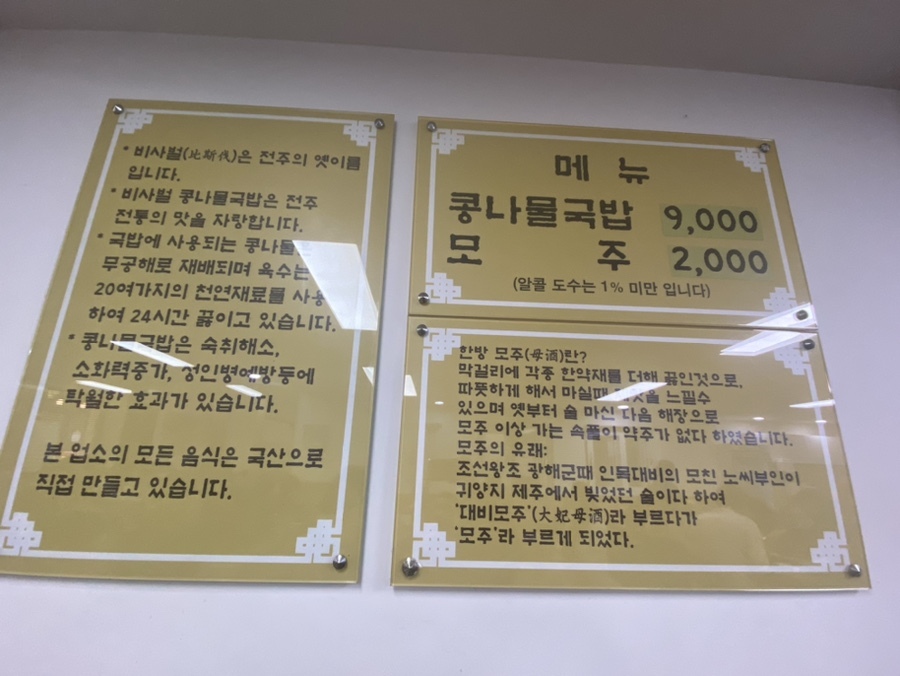 * 비사벌(比斯伐)은 전주의 옛이름
입니다.
* 비사벌 콩나물국밥은 전주
전통의 맛을 자랑합니다.
* 국밥에 사용되는 콩나물은
무공해로 재배되며 육수는
20여가지의 천연재료를 사용
하여 24시간 끓이고 있습니다.
* 콩나물국밥은 숙취해소,
소화력증가, 성인병예방등에
탁월한 효과가 있습니다.
본 업소의 모든 음식은 국산으로
직접 만들고 있습니다.
메 뉴
콩나물국밥 9,000
모 주 2,000
(알콜 도수는 1% 미만 입니다)
한방 모주(母酒)란?
막걸리에 각종 한약재를 더해 끓인것으로,
따뜻하게 해서 마실때 느낄수
있으며 옛부터 술 마신 다음 해장으로
모주 이상 가는 속풀이 약주가 없다 하였습니다.
모주의 유래:
조선왕조 광해군때 인목대비의 모친 노씨부인이
귀양지 제주에서 빚었던 술이다 하여
'대비모주'(大妃母酒)라 부르다가
'모주'라 부르게 되었다.